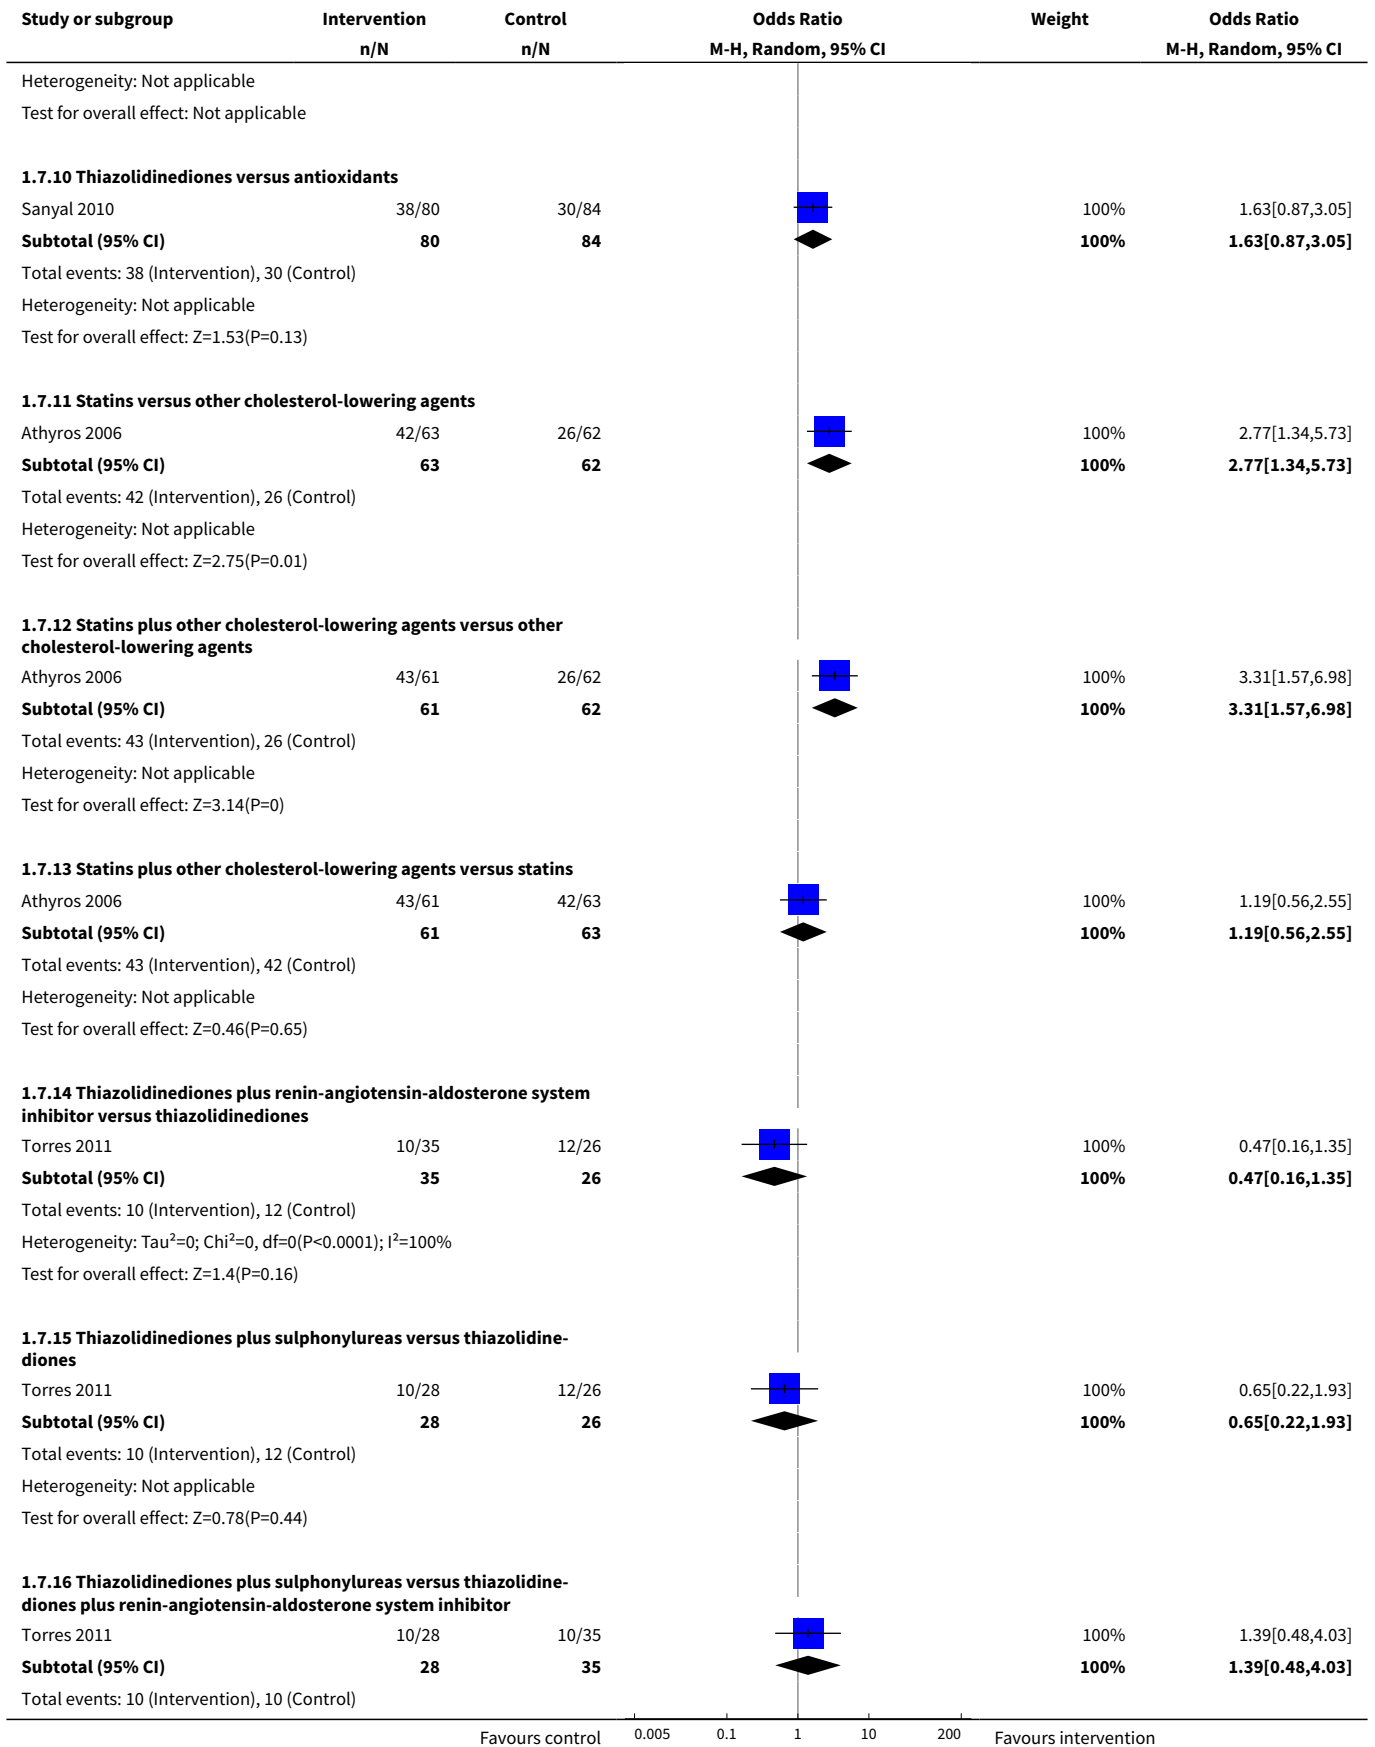 Study or subgroup Intervention Control Odds Ratio Weight Odds Ratio
n/N n/N M-H, Random, 95% CI M-H, Random, 95% CI
Heterogeneity: Not applicable
Test for overall effect: Not applicable
1.7.10 Thiazolidinediones versus antioxidants
Sanyal 2010 38/80 30/84 100% 1.63[0.87,3.05]
Subtotal (95% CI) 80 84 100% 1.63[0.87,3.05]
Total events: 38 (Intervention), 30 (Control)
Heterogeneity: Not applicable
Test for overall effect: Z=1.53(P=0.13)
1.7.11 Statins versus other cholesterol-lowering agents
Athyros 2006 42/63 26/62 100% 2.77[1.34,5.73]
Subtotal (95% CI) 63 62 100% 2.77[1.34,5.73]
Total events: 42 (Intervention), 26 (Control)
Heterogeneity: Not applicable
Test for overall effect: Z=2.75(P=0.01)
1.7.12 Statins plus other cholesterol-lowering agents versus other
cholesterol-lowering agents
Athyros 2006 43/61 26/62 100% 3.31[1.57,6.98]
Subtotal (95% CI) 61 62 100% 3.31[1.57,6.98]
Total events: 43 (Intervention), 26 (Control)
Heterogeneity: Not applicable
Test for overall effect: Z=3.14(P=0)
1.7.13 Statins plus other cholesterol-lowering agents versus statins
Athyros 2006 43/61 42/63 100% 1.19[0.56,2.55]
Subtotal (95% CI) 61 63 100% 1.19[0.56,2.55]
Total events: 43 (Intervention), 42 (Control)
Heterogeneity: Not applicable
Test for overall effect: Z=0.46(P=0.65)
1.7.14 Thiazolidinediones plus renin-angiotensin-aldosterone system
inhibitor versus thiazolidinediones
Torres 2011 10/35 12/26 100% 0.47[0.16,1.35]
Subtotal (95% CI) 35 26 100% 0.47[0.16,1.35]
Total events: 10 (Intervention), 12 (Control)
Heterogeneity: Tau²=0; Chi²=0, df=0(P<0.0001); I²=100%
Test for overall effect: Z=1.4(P=0.16)
1.7.15 Thiazolidinediones plus sulphonylureas versus thiazolidine-
diones
Torres 2011 10/28 12/26 100% 0.65[0.22,1.93]
Subtotal (95% CI) 28 26 100% 0.65[0.22,1.93]
Total events: 10 (Intervention), 12 (Control)
Heterogeneity: Not applicable
Test for overall effect: Z=0.78(P=0.44)
1.7.16 Thiazolidinediones plus sulphonylureas versus thiazolidine-
diones plus renin-angiotensin-aldosterone system inhibitor
Torres 2011 10/28 10/35 100% 1.39[0.48,4.03]
Subtotal (95% CI) 28 35 100% 1.39[0.48,4.03]
Total events: 10 (Intervention), 10 (Control)
Favours control 0.005 0.1 1 10 200 Favours intervention